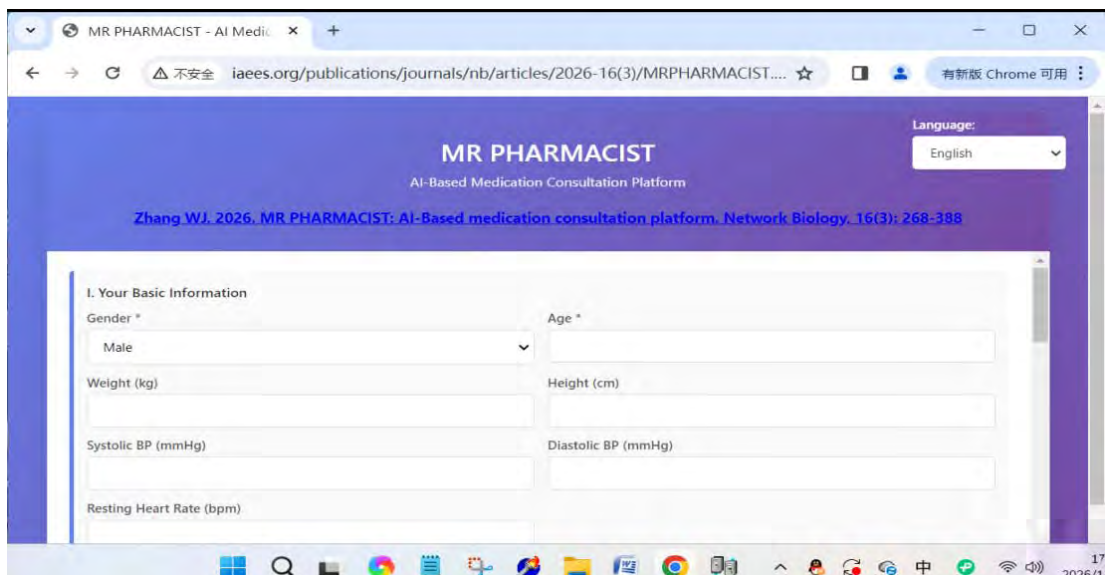 MR PHARMACIST - AI Medic
不安全 iaees.org/publications/journals/nb/articles/2026-16(3)/MRPHARMACIST.... 有新版 Chrome 可用
Language:
English
MR PHARMACIST
AI-Based Medication Consultation Platform
Zhang WJ. 2026. MR PHARMACIST: AI-Based medication consultation platform. Network Biology, 16(3): 268-388
I. Your Basic Information
Gender * Age *
Male
Weight (kg) Height (cm)
Systolic BP (mmHg) Diastolic BP (mmHg)
Resting Heart Rate (bpm)
中 17
2026/1